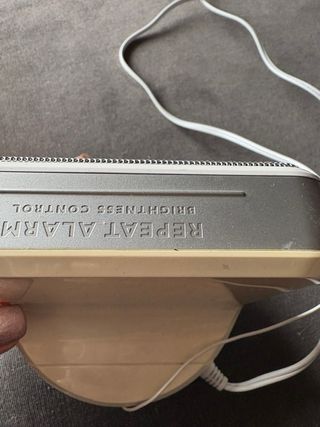 REPEAT ALARM
BRIGHTNESS CONTROL